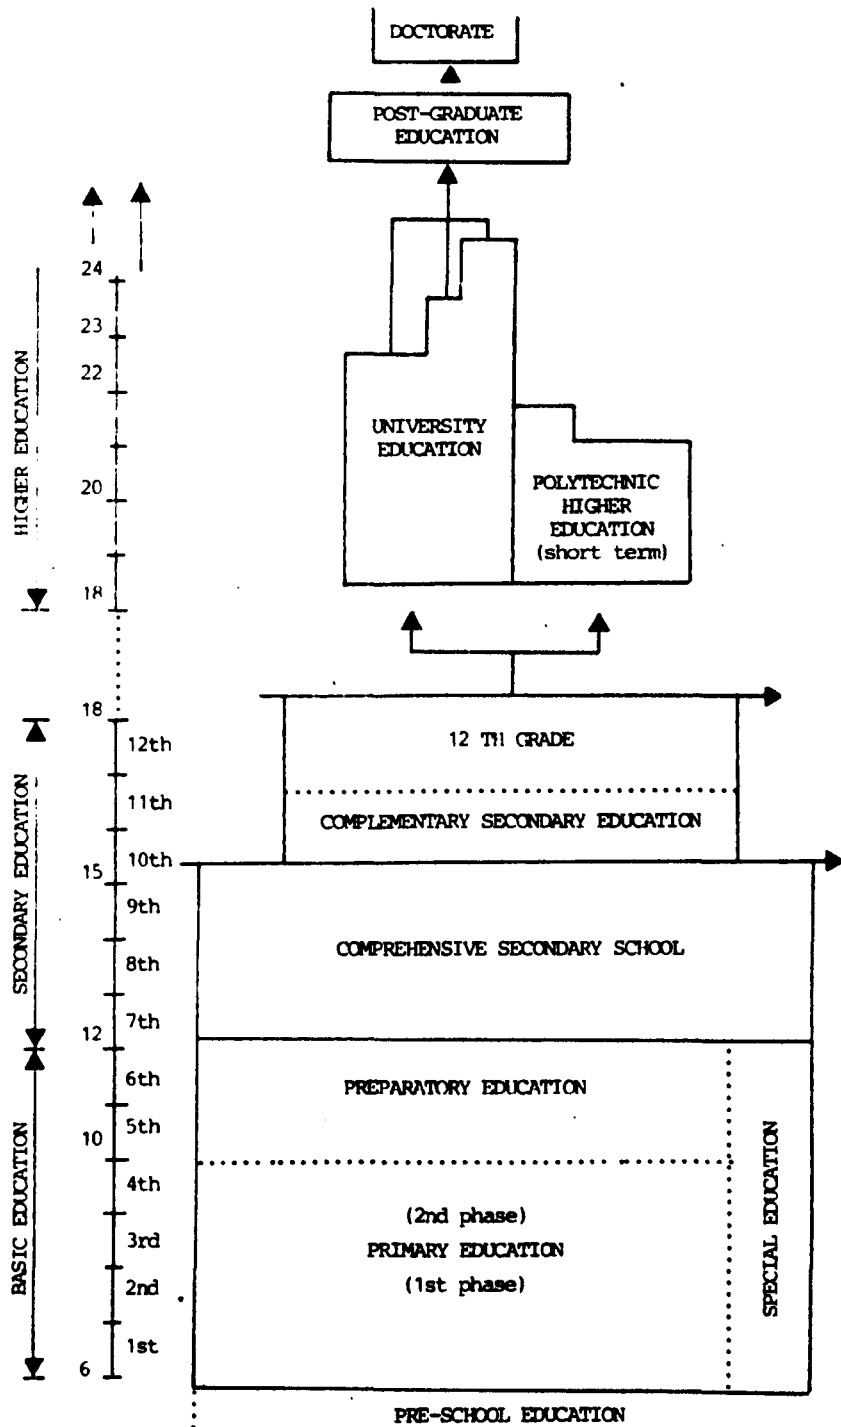 DOCTORATE
POST-GRADUATE
EDUCATION
24
23
22
20
18
HIGHER EDUCATION
UNIVERSITY
EDUCATION
POLYTECHNIC
HIGHER
EDUCATION
(short term)
18
12th
11th
10th
15
9th
8th
7th
12
SECONDARY EDUCATION
12 TH GRADE
COMPLEMENTARY SECONDARY EDUCATION
COMPREHENSIVE SECONDARY SCHOOL
6th
5th
10
4th
3rd
2nd
1st
6
BASIC EDUCATION
PREPARATORY EDUCATION
(2nd phase)
PRIMARY EDUCATION
(1st phase)
SPECIAL EDUCATION
PRE-SCHOOL EDUCATION